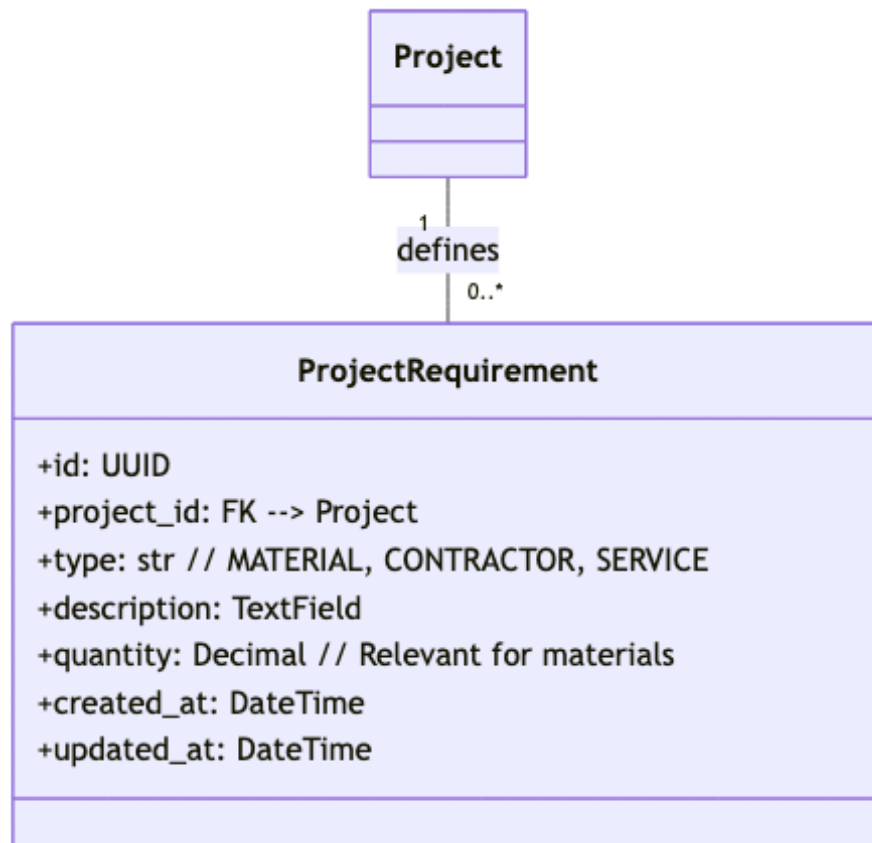 Project
1
defines
0..*
ProjectRequirement
+id: UUID
+project_id: FK --> Project
+type: str // MATERIAL, CONTRACTOR, SERVICE
+description: TextField
+quantity: Decimal // Relevant for materials
+created_at: DateTime
+updated_at: DateTime